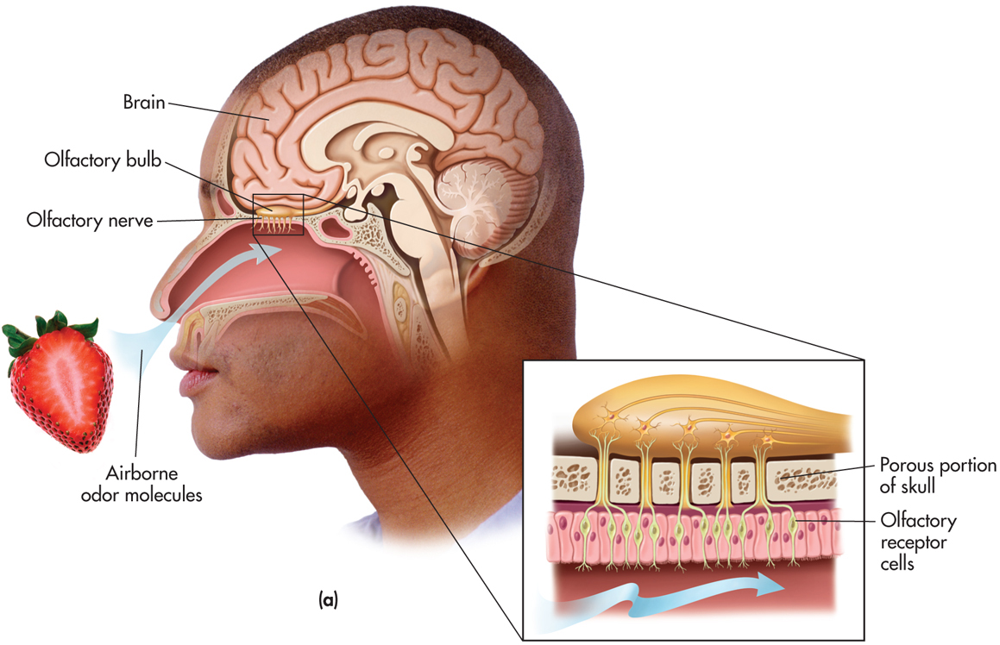 Brain
Olfactory bulb
Olfactory nerve
Airborne
odor molecules
Porous portion
of skull
Olfactory
receptor
cells
(a)